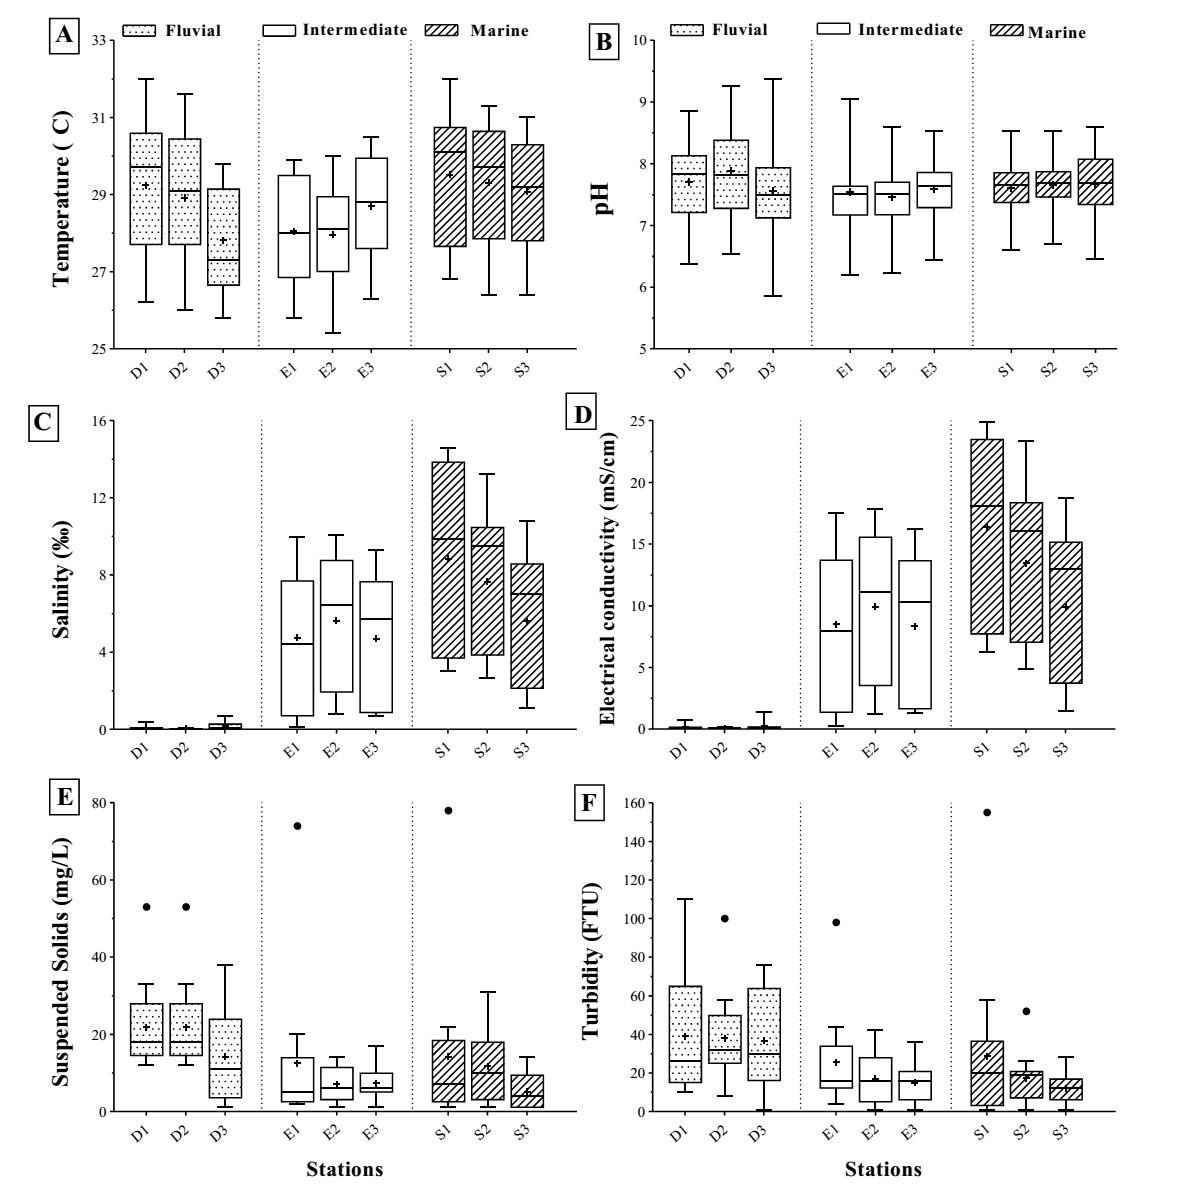 A
Fluvial
Intermediate
Marine
33
31
29
27
25
Temperature ( C)
D1
D2
D3
E1
E2
E3
S1
S2
S3
B
Fluvial
Intermediate
Marine
10
9
8
7
6
5
pH
D1
D2
D3
E1
E2
E3
S1
S2
S3
C
16
12
8
4
0
Salinity (‰)
D1
D2
D3
E1
E2
E3
S1
S2
S3
D
25
20
15
10
5
0
Electrical conductivity (mS/cm)
D1
D2
D3
E1
E2
E3
S1
S2
S3
E
80
60
40
20
0
Suspended Solids (mg/L)
D1
D2
D3
E1
E2
E3
S1
S2
S3
Stations
F
160
140
120
100
80
60
40
20
0
Turbidity (FTU)
D1
D2
D3
E1
E2
E3
S1
S2
S3
Stations